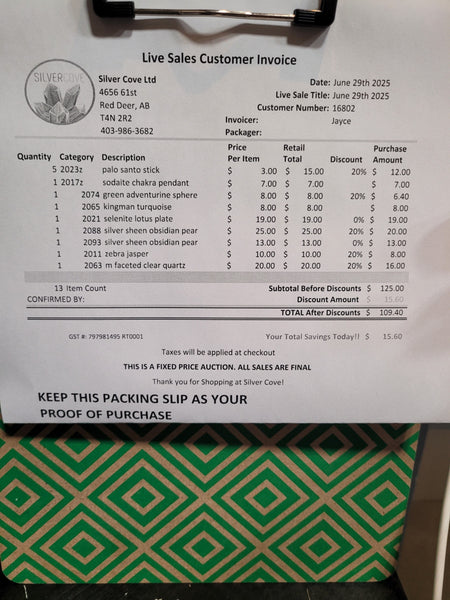 Live Sales Customer Invoice
SILVERCOVE
Silver Cove Ltd
4656 61st
Red Deer, AB
T4N 2R2
403-986-3682
Date: June 29th 2025
Live Sale Title: June 29th 2025
Customer Number: 16802
Invoicer: Jayce
Packager:
Quantity Category Description Price Per Item Retail Total Discount Purchase Amount
5 2023z palo santo stick $ 3.00 $ 15.00 20% $ 12.00
1 2017z sodaite chakra pendant $ 7.00 $ 7.00 $ 7.00
1 2074 green adventurine sphere $ 8.00 $ 8.00 20% $ 6.40
1 2065 kingman turquoise $ 8.00 $ 8.00 $ 8.00
1 2021 selenite lotus plate $ 19.00 $ 19.00 0% $ 19.00
1 2088 silver sheen obsidian pear $ 25.00 $ 25.00 20% $ 20.00
1 2093 silver sheen obsidian pear $ 13.00 $ 13.00 0% $ 13.00
1 2011 zebra jasper $ 10.00 $ 10.00 20% $ 8.00
1 2063 m faceted clear quartz $ 20.00 $ 20.00 20% $ 16.00
13 Item Count Subtotal Before Discounts $ 125.00
CONFIRMED BY: Discount Amount $ 15.60
TOTAL After Discounts $ 109.40
GST #: 797981495 RT0001 Your Total Savings Today!! $ 15.60
Taxes will be applied at checkout
THIS IS A FIXED PRICE AUCTION. ALL SALES ARE FINAL
Thank you for Shopping at Silver Cove!
KEEP THIS PACKING SLIP AS YOUR
PROOF OF PURCHASE